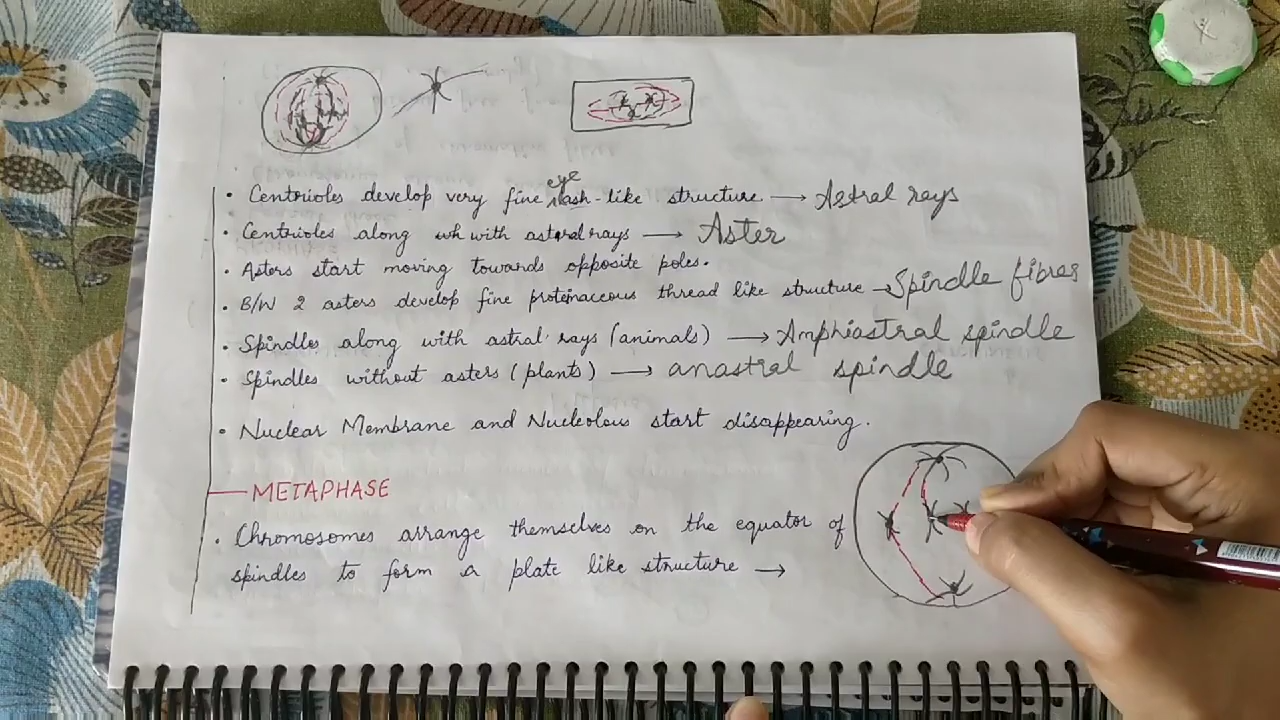 • Centrioles develop very fine eye lash-like structure → Astral rays
• Centrioles along wh with astral rays → Aster
• Asters start moving towards opposite poles.
• B/W 2 asters develop fine proteinaceous thread like structure → Spindle fibres
• Spindles along with astral rays (animals) → Amphiastral spindle
• Spindles without asters (plants) → anastral spindle
• Nuclear Membrane and Nucleolous start disappearing.
METAPHASE
• Chromosomes arrange themselves on the equator of
spindles to form a plate like structure →